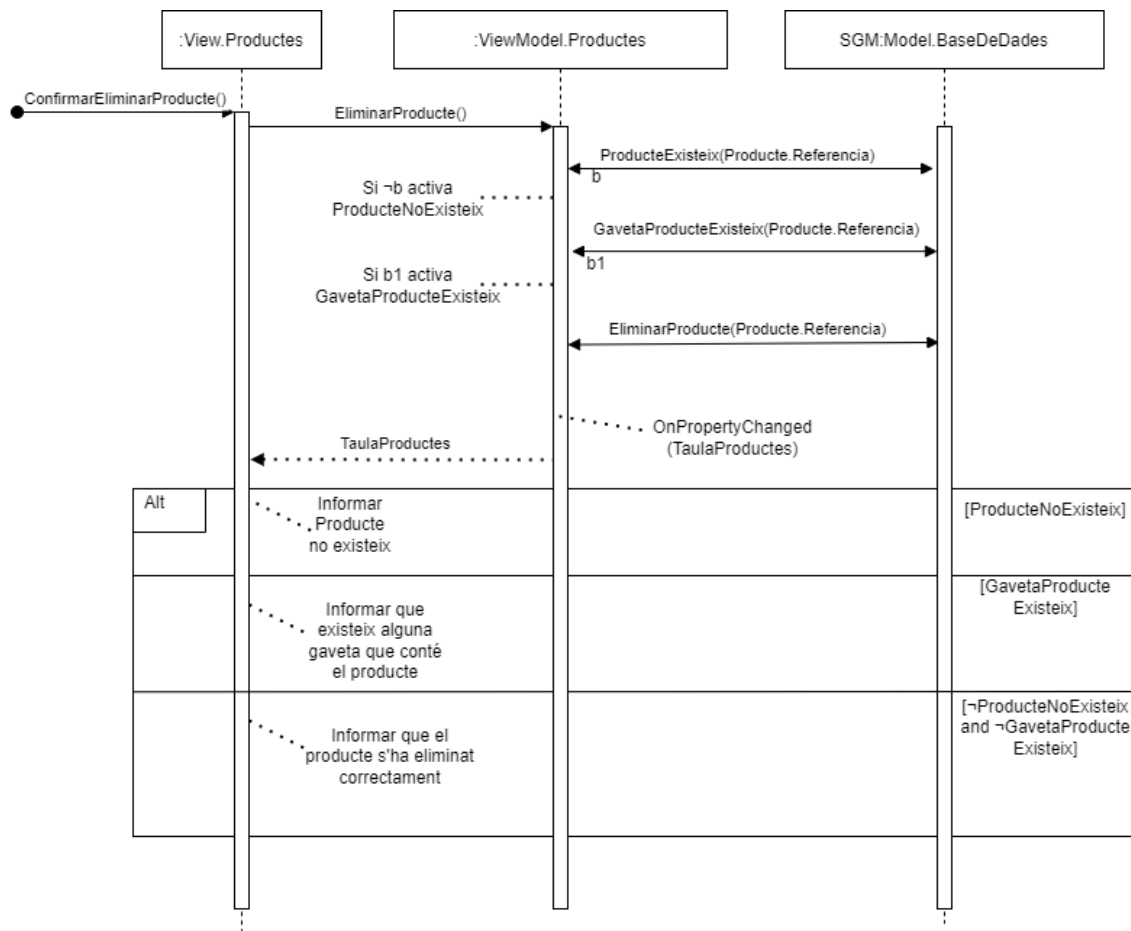 :View.Productes
:ViewModel.Productes
SGM:Model.BaseDeDades
ConfirmarEliminarProducte()
EliminarProducte()
ProducteExisteix(Producte.Referencia)
b
Si ¬b activa
ProducteNoExisteix
GavetaProducteExisteix(Producte.Referencia)
b1
Si b1 activa
GavetaProducteExisteix
EliminarProducte(Producte.Referencia)
OnPropertyChanged
(TaulaProductes)
TaulaProductes
Alt
Informar
Producte
no existeix
[ProducteNoExisteix]
[GavetaProducte
Existeix]
Informar que
existeix alguna
gaveta que conté
el producte
[¬ProducteNoExisteix
and ¬GavetaProducte
Existeix]
Informar que el
producte s'ha eliminat
correctament